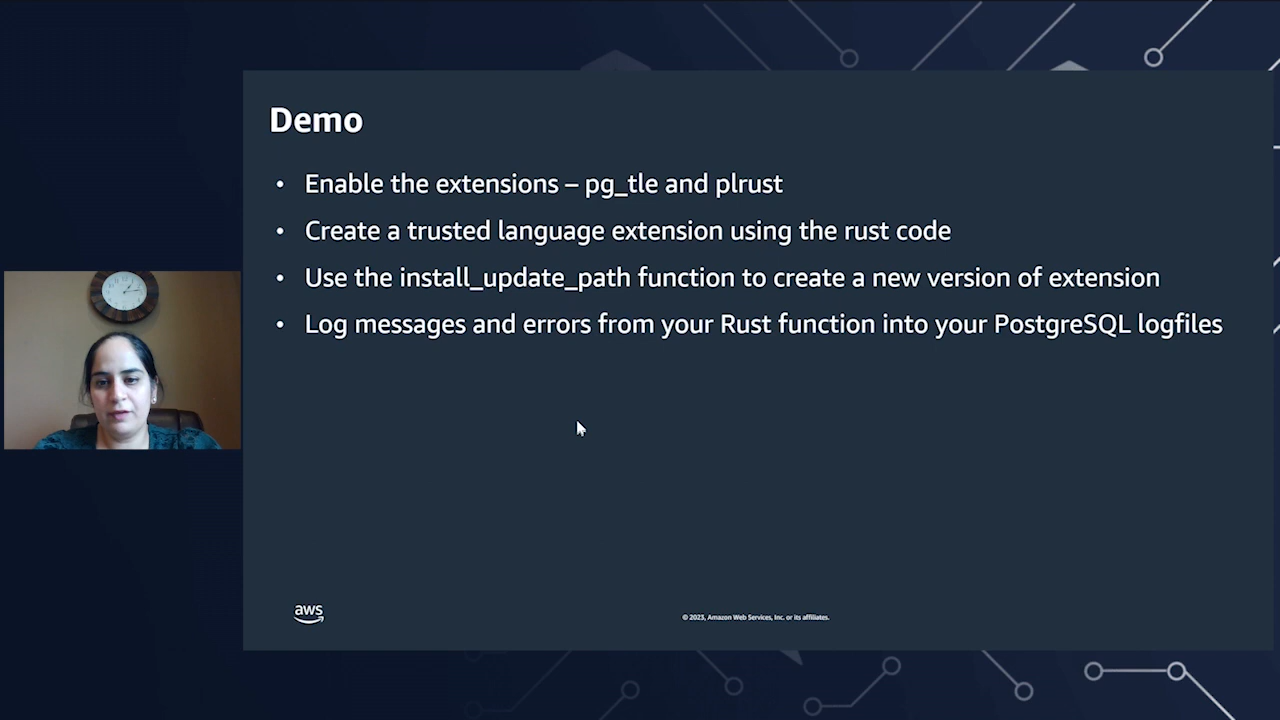 Demo
• Enable the extensions – pg_tle and plrust
• Create a trusted language extension using the rust code
• Use the install_update_path function to create a new version of extension
• Log messages and errors from your Rust function into your PostgreSQL logfiles
aws
© 2023, Amazon Web Services, Inc. or its affiliates.